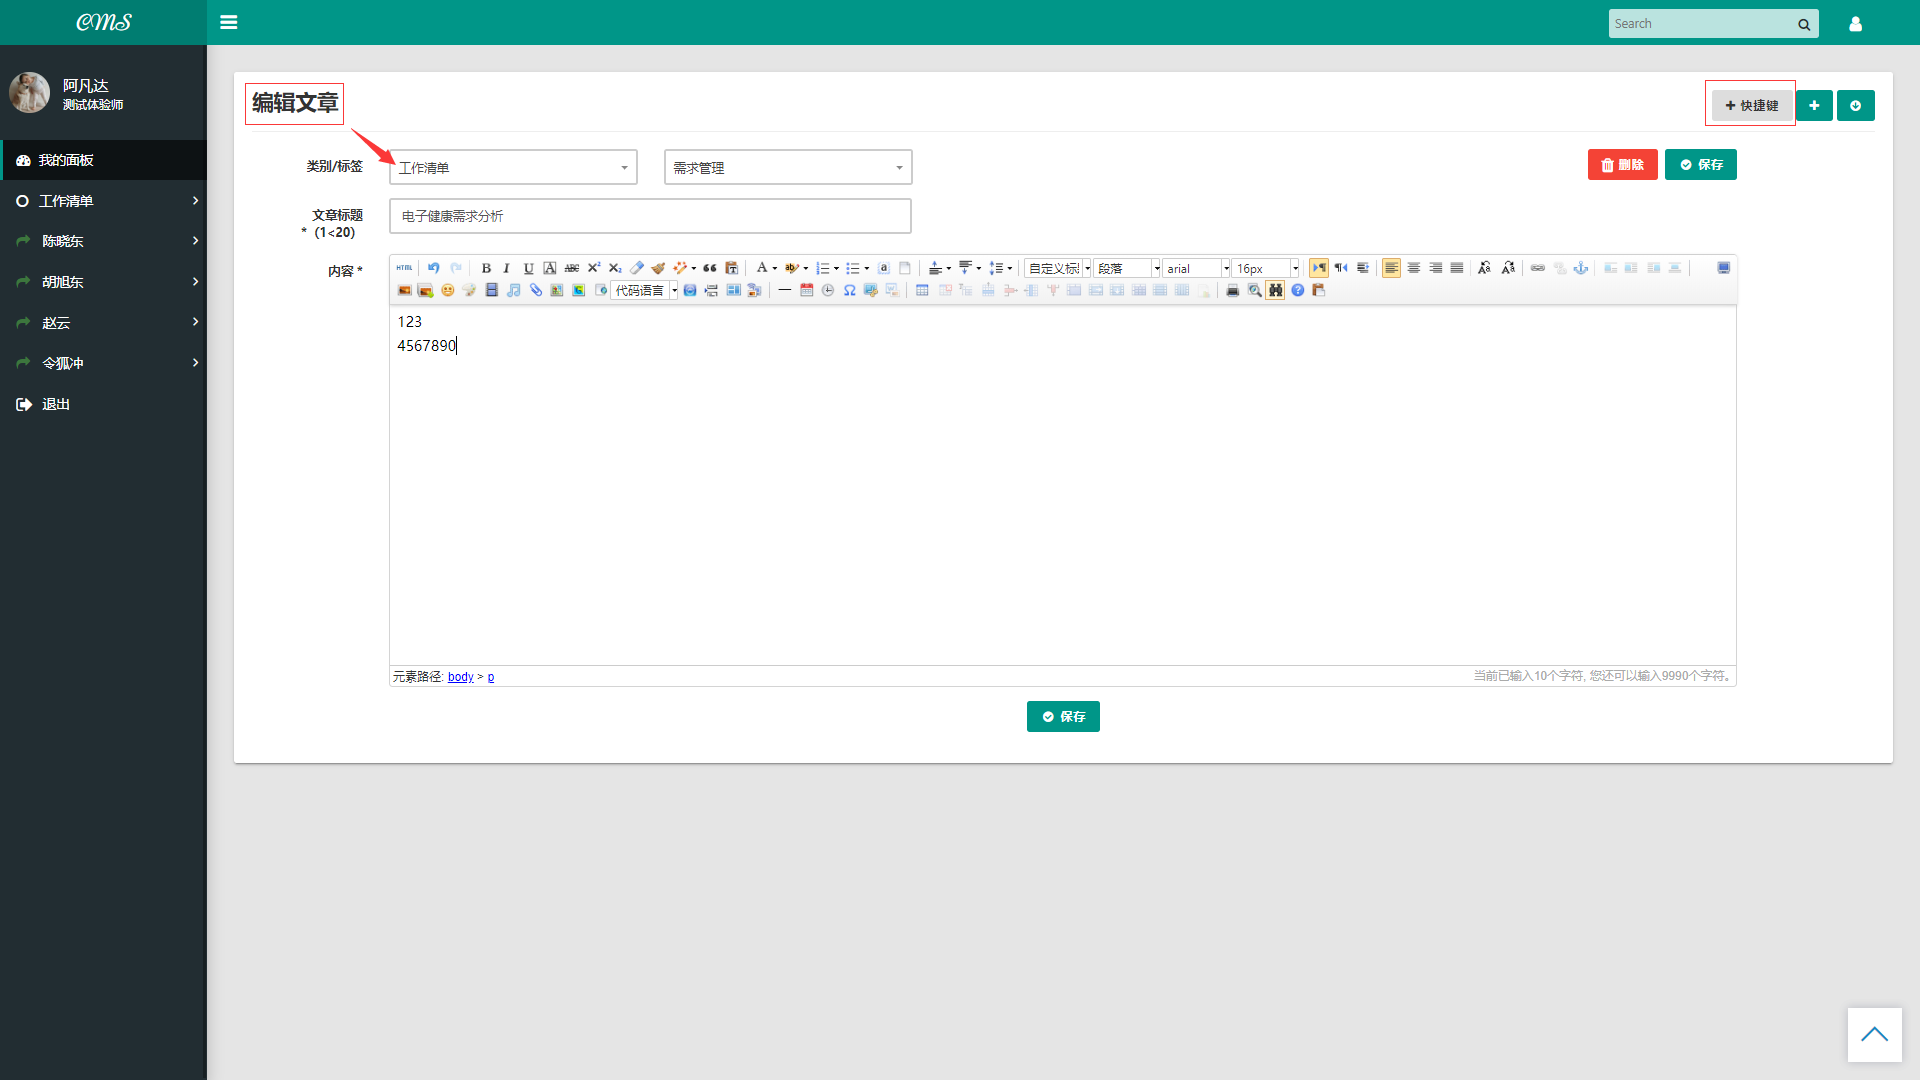 CMS
Search
阿凡达
测试体验师
我的面板
工作清单
陈晓东
胡旭东
赵云
令狐冲
退出
编辑文章
快捷键
类别/标签
工作清单
需求管理
删除
保存
文章标题
* (1<20)
电子健康需求分析
内容 *
HTML
B I U A ABC X² X₂
自定义标
段落
arial
16px
代码语言
123
4567890
元素路径: body > p
当前已输入10个字符, 您还可以输入9990个字符。
保存